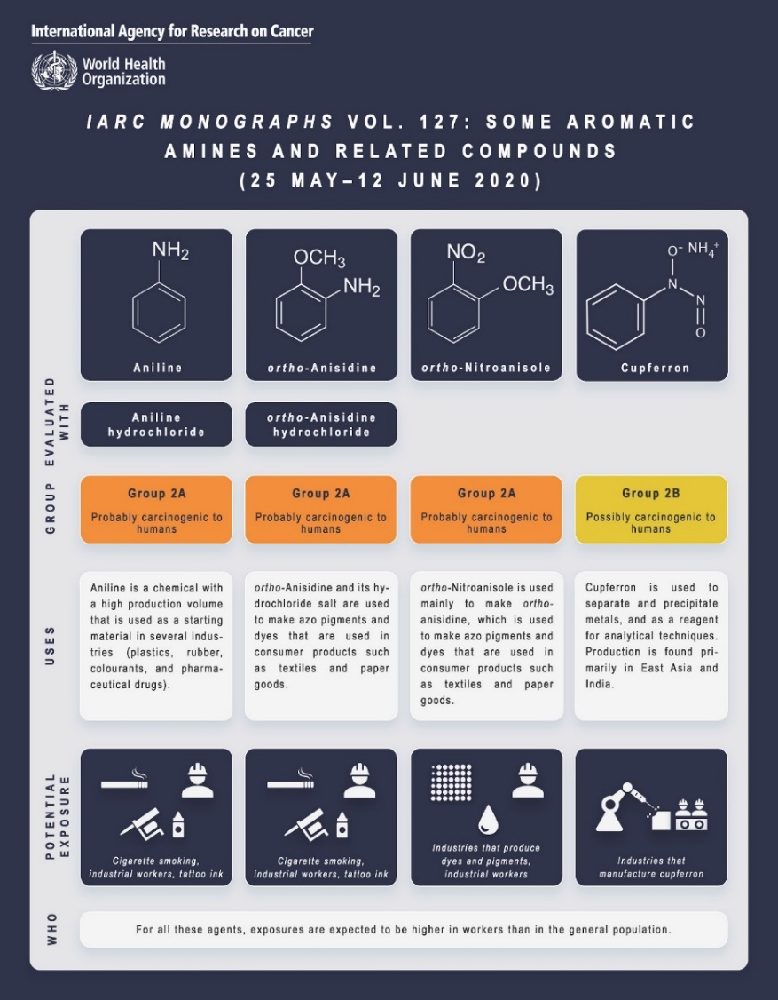 International Agency for Research on Cancer
World Health
Organization
IARC MONOGRAPHS VOL. 127: SOME AROMATIC
AMINES AND RELATED COMPOUNDS
(25 MAY–12 JUNE 2020)
NH2
Aniline
OCH3
NH2
ortho-Anisidine
NO2
OCH3
ortho-Nitroanisole
O- NH4+
N
N
O
Cupferron
EVALUATED
WITH
Aniline
hydrochloride
ortho-Anisidine
hydrochloride
GROUP
Group 2A
Probably carcinogenic to
humans
Group 2A
Probably carcinogenic to
humans
Group 2A
Probably carcinogenic to
humans
Group 2B
Possibly carcinogenic to
humans
USES
Aniline is a chemical with
a high production volume
that is used as a starting
material in several indus-
tries (plastics, rubber,
colourants, and pharma-
ceutical drugs).
ortho-Anisidine and its hy-
drochloride salt are used
to make azo pigments and
dyes that are used in
consumer products such
as textiles and paper
goods.
ortho-Nitroanisole is used
mainly to make ortho-
anisidine, which is used
to make azo pigments and
dyes that are used in
consumer products such
as textiles and paper
goods.
Cupferron is used to
separate and precipitate
metals, and as a reagent
for analytical techniques.
Production is found pri-
marily in East Asia and
India.
POTENTIAL
EXPOSURE
Cigarette smoking,
industrial workers, tattoo ink
Cigarette smoking,
industrial workers, tattoo ink
Industries that produce
dyes and pigments,
industrial workers
Industries that
manufacture cupferron
WHO
For all these agents, exposures are expected to be higher in workers than in the general population.